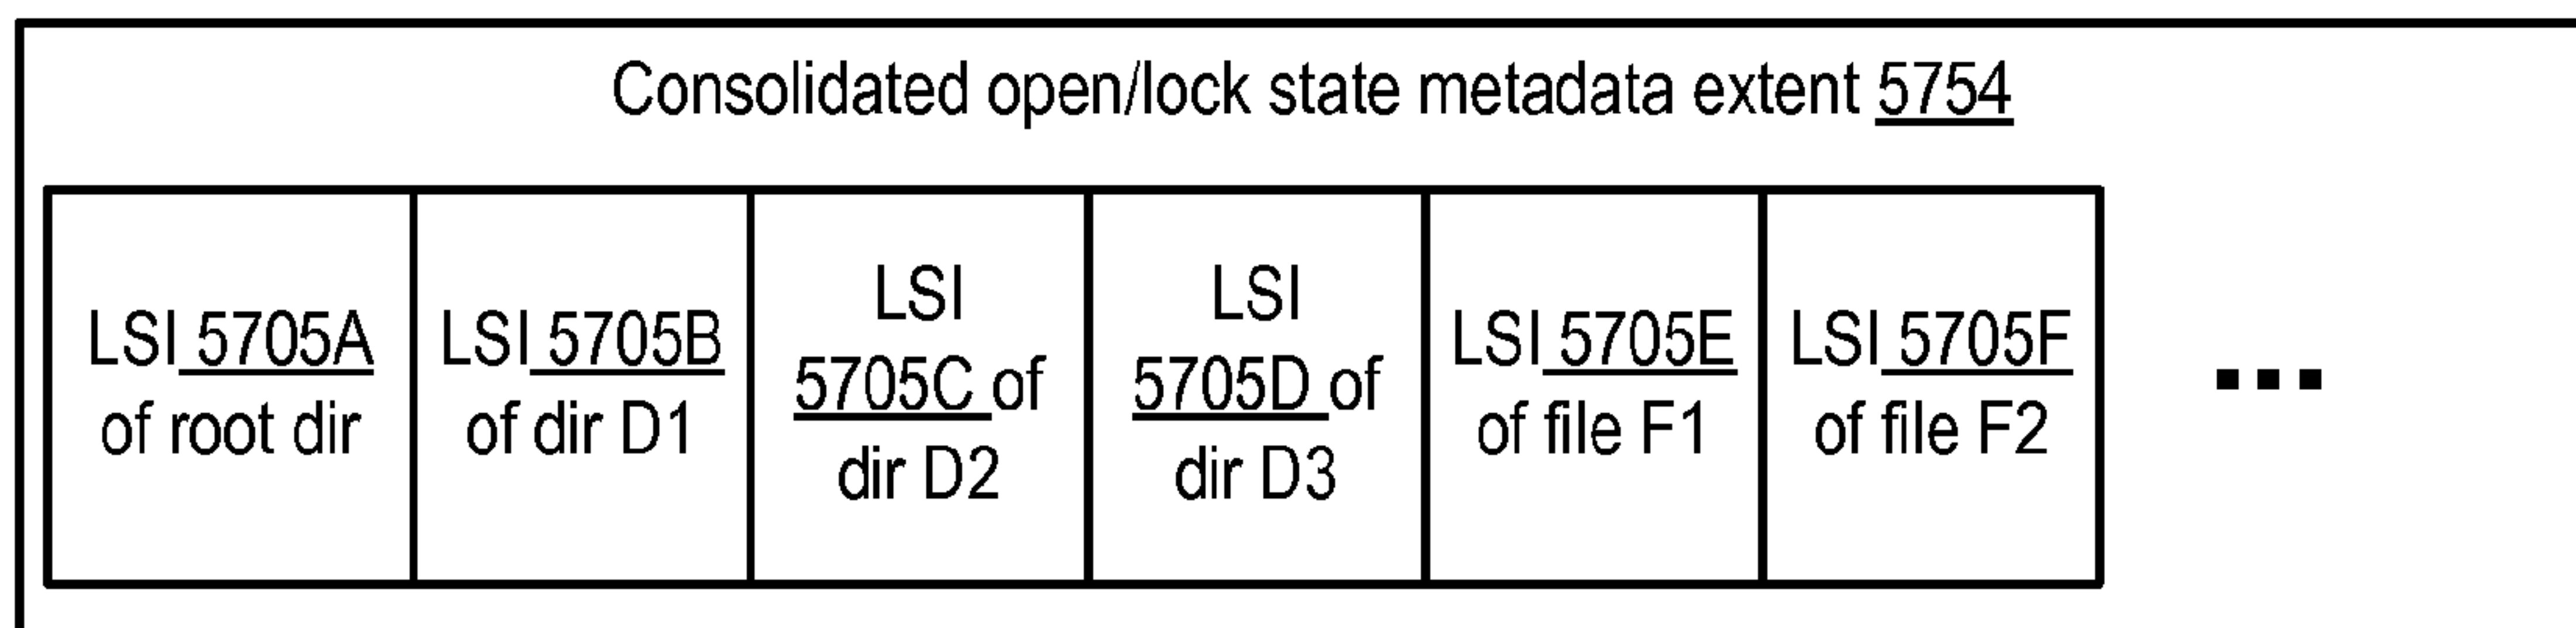 Consolidated open/lock state metadata extent 5754
LSI 5705A
of root dir
LSI 5705B
of dir D1
LSI
5705C of
dir D2
LSI
5705D of
dir D3
LSI 5705E
of file F1
LSI 5705F
of file F2